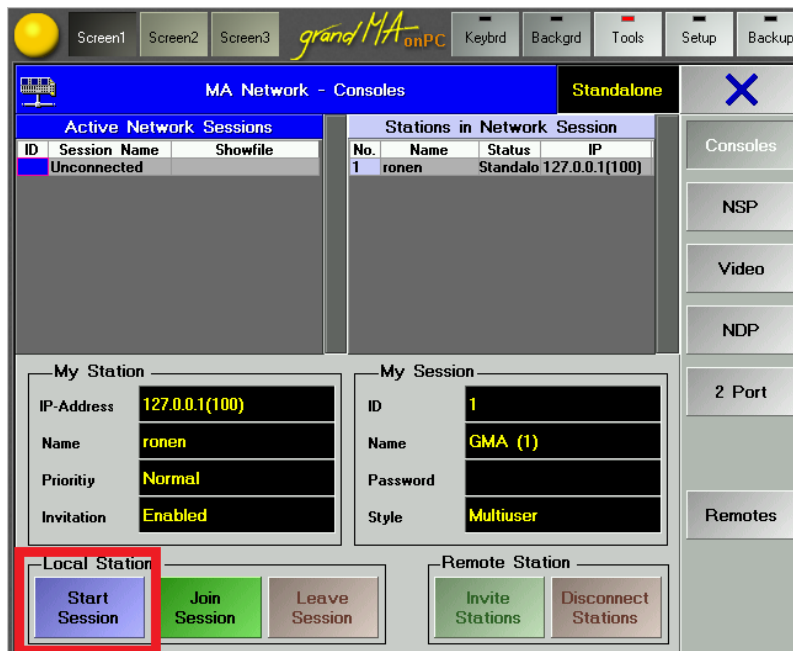 Screen1 Screen2 Screen3 grandMA onPC Keybrd Backgrd Tools Setup Backup
MA Network - Consoles Standalone
Active Network Sessions Stations in Network Session
ID Session Name Showfile No. Name Status IP
Unconnected 1 ronen Standalo 127.0.0.1(100)
Consoles
NSP
Video
NDP
2 Port
Remotes
My Station
IP-Address 127.0.0.1(100)
Name ronen
Prioritiy Normal
Invitation Enabled
My Session
ID 1
Name GMA (1)
Password
Style Multiuser
Local Station
Start Session
Join Session
Leave Session
Remote Station
Invite Stations
Disconnect Stations